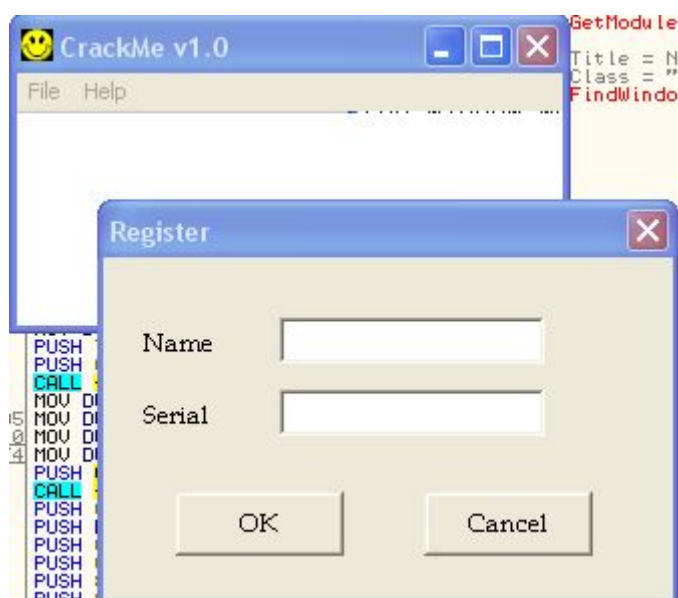 CrackMe v1.0
File Help
GetModule
Title = N
Class = "
FindWindo
Register
Name
Serial
OK
Cancel
PUSH
PUSH
CALL
MOV
MOV
MOV
MOV
PUSH
CALL
PUSH
PUSH
PUSH
PUSH
PUSH
PUSH